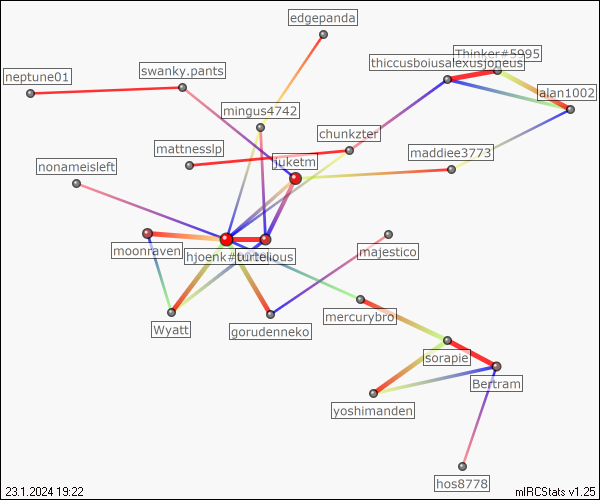 edgepanda
Thinker#5995
thiccusboiusalexusjoneus
neptune01
swanky.pants
alan1002
mingus4742
chunkzter
mattnesslp
juketm
maddiee3773
nonameisleft
moonraven
hjoenk#
turtelious
majestico
mercurybro
Wyatt
gorudenneko
sorapie
Bertram
yoshimanden
hos8778
23.1.2024 19:22
mIRCStats v1.25